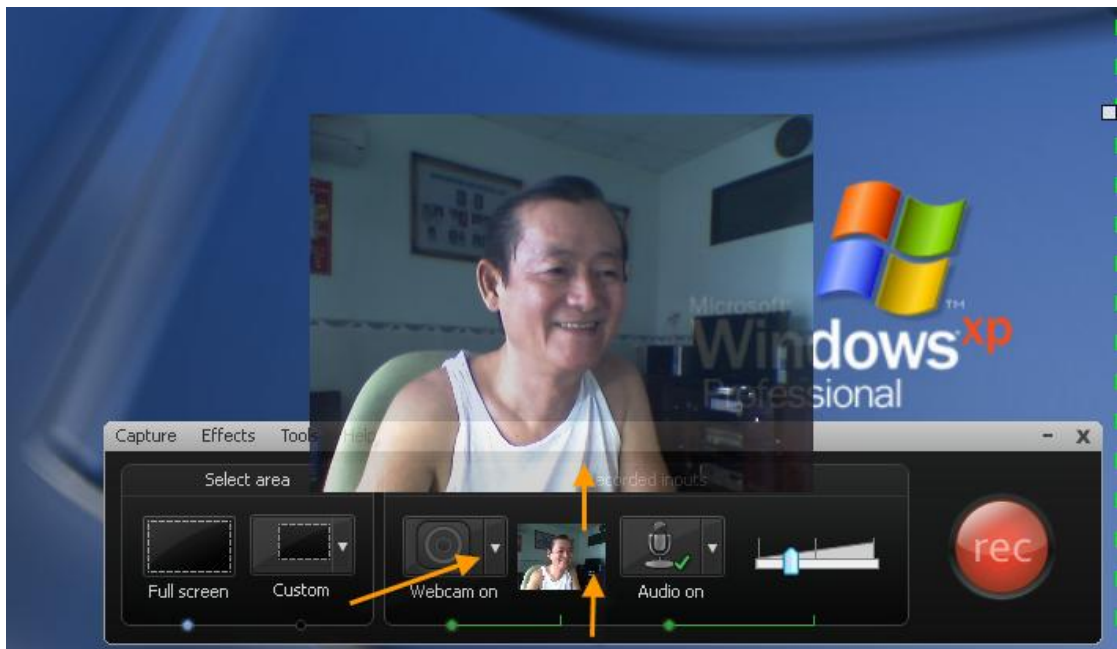 Microsoft
Windows xp
Professional
TM
Capture Effects Tools Help
Select area
Recorded inputs
rec
Full screen
Custom
Webcam on
Audio on